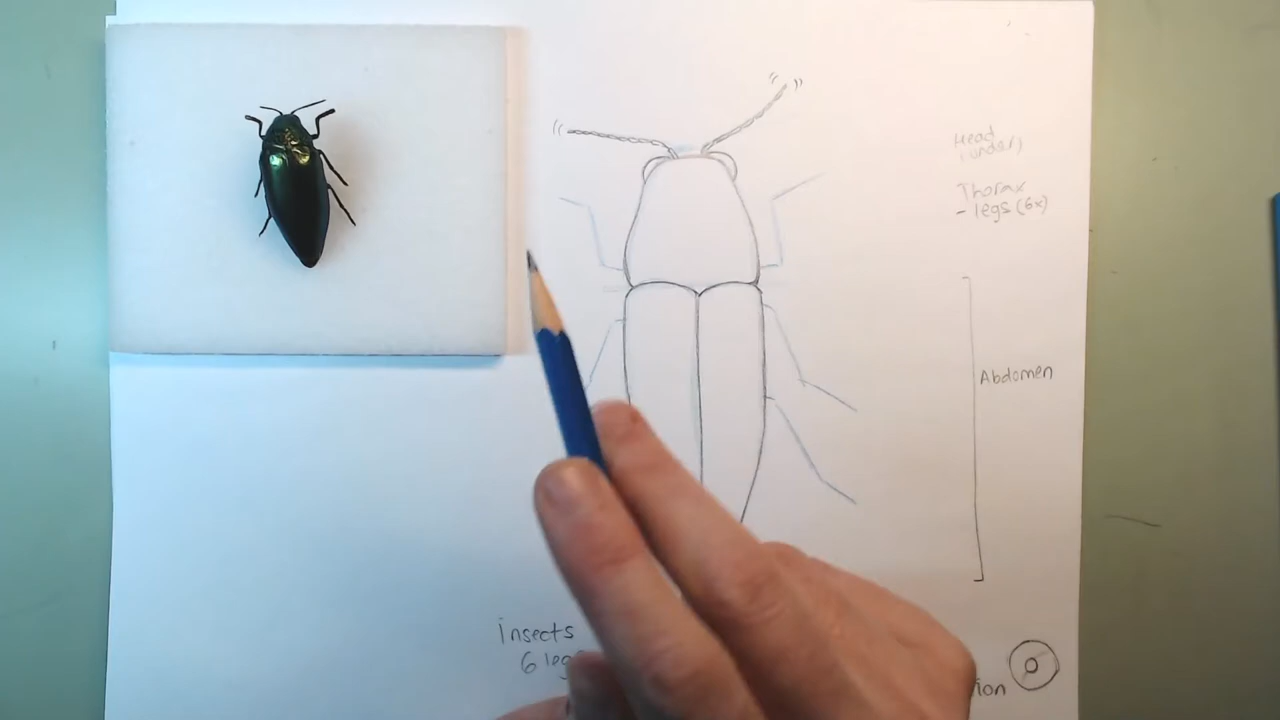 Head
(under)
Thorax
- legs (6x)
Abdomen
insects
6 leg
ion